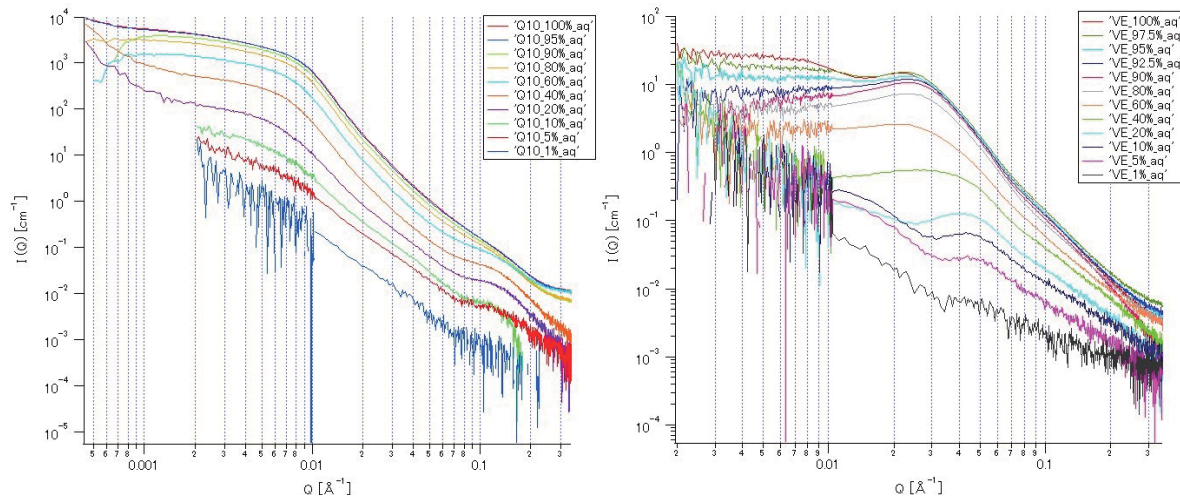 10⁴
10³
10²
10¹
10⁰
10⁻¹
10⁻²
10⁻³
10⁻⁴
10⁻⁵
I (Q) [cm⁻¹]
5 6 7 8 2 3 4 5 6 7 8 2 3 4 5 6 7 8 2 3
0.001 0.01 0.1
Q [Å⁻¹]
'Q10_100%_aq'
'Q10_95%_aq'
'Q10_90%_aq'
'Q10_80%_aq'
'Q10_60%_aq'
'Q10_40%_aq'
'Q10_20%_aq'
'Q10_10%_aq'
'Q10_5%_aq'
'Q10_1%_aq'
10²
10¹
10⁰
10⁻¹
10⁻²
10⁻³
10⁻⁴
I (Q) [cm⁻¹]
2 3 4 5 6 7 8 9 2 3 4 5 6 7 8 9 2 3
0.01 0.1
Q [Å⁻¹]
'VE_100%_aq'
'VE_97.5%_aq'
'VE_95%_aq'
'VE_92.5%_aq'
'VE_90%_aq'
'VE_80%_aq'
'VE_60%_aq'
'VE_40%_aq'
'VE_20%_aq'
'VE_10%_aq'
'VE_5%_aq'
'VE_1%_aq'